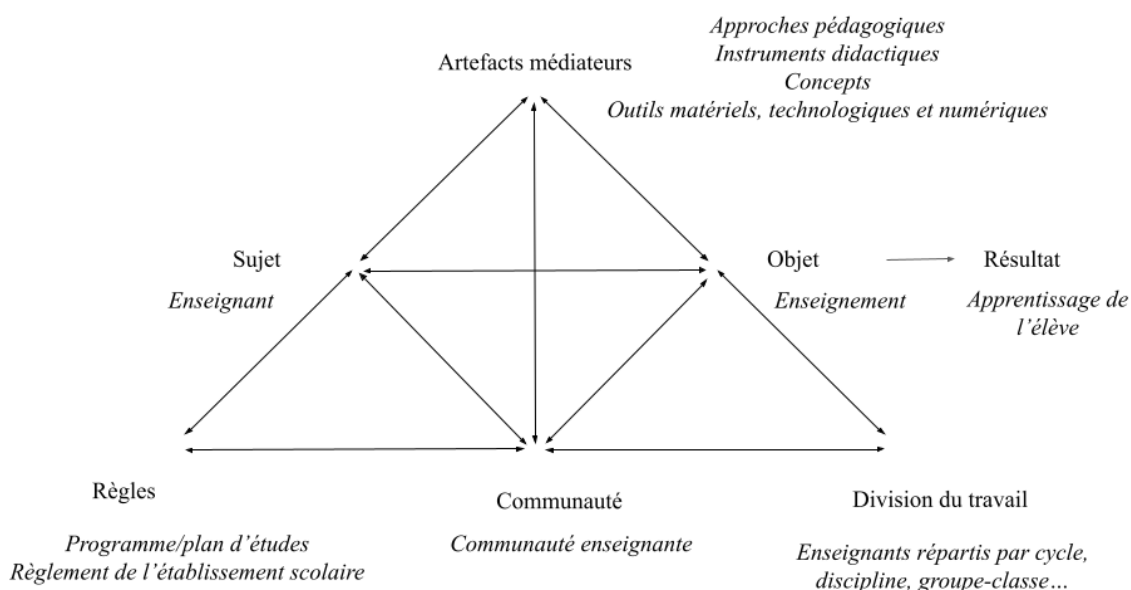 Approches pédagogiques
Instruments didactiques
Concepts
Outils matériels, technologiques et numériques
Artefacts médiateurs
Sujet
Enseignant
Objet
Enseignement
Résultat
Apprentissage de
l’élève
Règles
Programme/plan d’études
Règlement de l’établissement scolaire
Communauté
Communauté enseignante
Division du travail
Enseignants répartis par cycle,
discipline, groupe-classe…